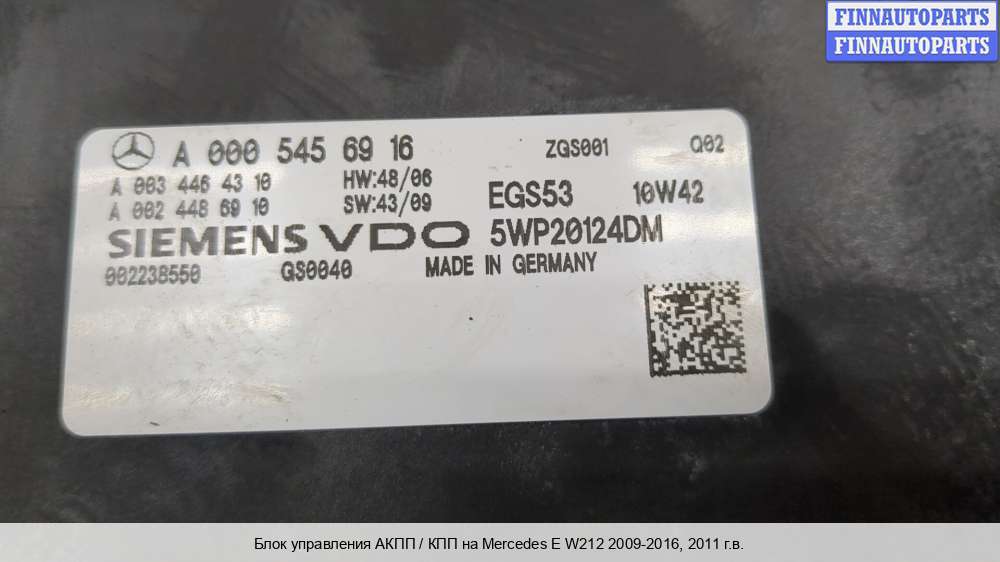 FINNAUTOPARTS
FINNAUTOPARTS
A 000 545 69 16 ZGS001 Q02
A 003 446 43 10 HW:48/06
A 002 448 69 10 SW:43/09 EGS53 10W42
SIEMENS VDO 5WP20124DM
002238550 GS0040 MADE IN GERMANY
Блок управления АКПП / КПП на Mercedes E W212 2009-2016, 2011 г.в.